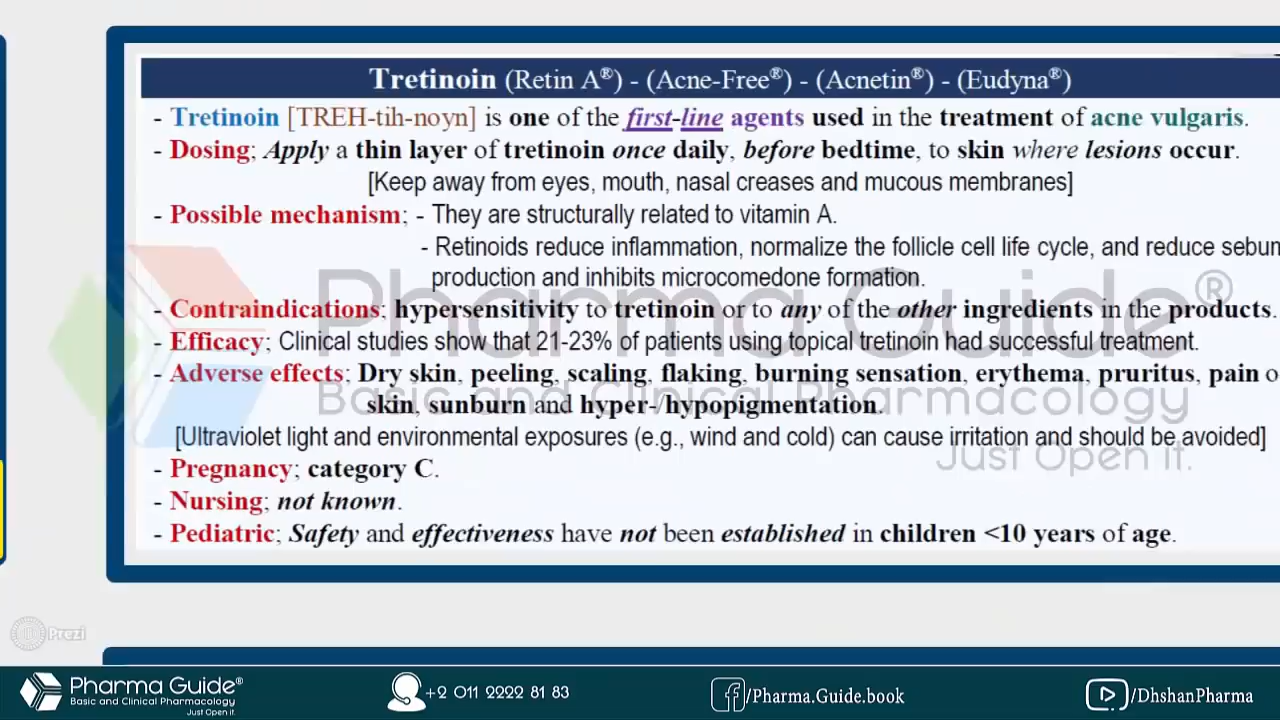 Tretinoin (Retin A®) - (Acne-Free®) - (Acnetin®) - (Eudyna®)
- Tretinoin [TREH-tih-noyn] is one of the first-line agents used in the treatment of acne vulgaris.
- Dosing; Apply a thin layer of tretinoin once daily, before bedtime, to skin where lesions occur.
[Keep away from eyes, mouth, nasal creases and mucous membranes]
- Possible mechanism; - They are structurally related to vitamin A.
- Retinoids reduce inflammation, normalize the follicle cell life cycle, and reduce sebum
production and inhibits microcomedone formation.
- Contraindications; hypersensitivity to tretinoin or to any of the other ingredients in the products.
- Efficacy; Clinical studies show that 21-23% of patients using topical tretinoin had successful treatment.
- Adverse effects; Dry skin, peeling, scaling, flaking, burning sensation, erythema, pruritus, pain o
skin, sunburn and hyper-/hypopigmentation.
[Ultraviolet light and environmental exposures (e.g., wind and cold) can cause irritation and should be avoided]
- Pregnancy; category C.
- Nursing; not known.
- Pediatric; Safety and effectiveness have not been established in children <10 years of age.
Pharma Guide®
Basic and Clinical Pharmacology
Just Open it.
Prezi
Pharma Guide®
Basic and Clinical Pharmacology
Just Open it.
+2 011 2222 81 83
/Pharma.Guide.book
/DhshanPharma